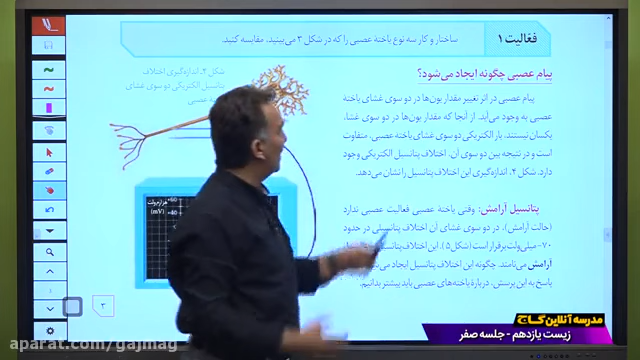 فعالیت ۱
ساختار و کار سه نوع یاختهٔ عصبی را که در شکل ۳ می‌بینید، مقایسه کنید.
پیام عصبی چگونه ایجاد می‌شود؟
پیام عصبی در اثر تغییر مقدار یون‌ها در دو سوی غشای یاختهٔ
عصبی به وجود می‌آید. از آنجا که مقدار یون‌ها در دو سوی غشا،
یکسان نیستند، بار الکتریکی دو سوی غشای یاختهٔ عصبی، متفاوت
است و در نتیجه بین دو سوی آن، اختلاف پتانسیل الکتریکی وجود
دارد. شکل ۴، اندازه‌گیری این اختلاف پتانسیل را نشان می‌دهد.
پتانسیل آرامش: وقتی یاختهٔ عصبی فعالیت عصبی ندارد
(حالت آرامش)، در دو سوی غشای آن اختلاف پتانسیلی در حدود
۷۰- میلی‌ولت برقرار است (شکل ۵). این اختلاف پتانسیل
آرامش می‌نامند. چگونه این اختلاف پتانسیل ایجاد می
پاسخ به این پرسش، دربارهٔ یاخته‌های عصبی باید بیشتر بدانیم.
شکل ۴ـ اندازه‌گیری اختلاف
پتانسیل الکتریکی دو سوی غشای
یاختهٔ عصبی
هزارم ولت
(mV)
+۶۰
+۴۰
۳
مدرسه آنلاین گاج
زیست یازدهم - جلسه صفر
aparat.com/gajmag